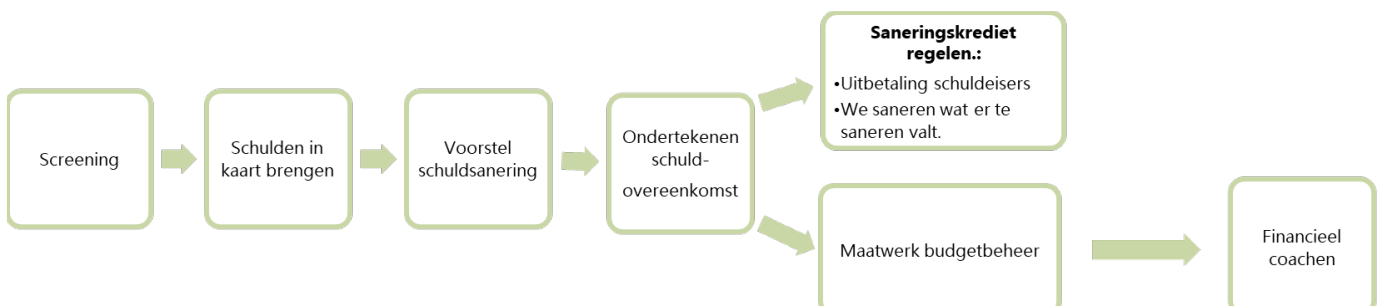 Screening
Schulden in
kaart brengen
Voorstel
schuldsanering
Ondertekenen
schuld-
overeenkomst
Saneringskrediet
regelen.:
•Uitbetaling schuldeisers
•We saneren wat er te
saneren valt.
Maatwerk budgetbeheer
Financieel
coachen